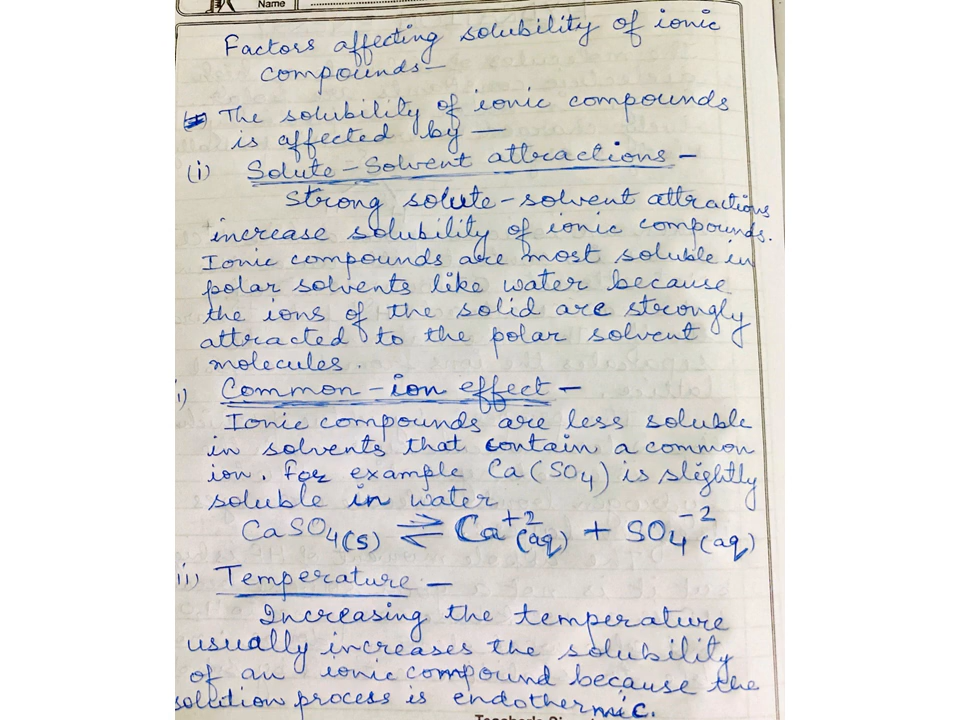 Name
Factors affecting solubility of ionic
compounds—
The solubility of ionic compounds
is affected by —
(i) Solute – Solvent attractions –
Strong solute – solvent attractions
increase solubility of ionic compounds.
Ionic compounds are most soluble in
polar solvents like water because
the ions of the solid are strongly
attracted to the polar solvent
molecules.
i) Common – ion effect –
Ionic compounds are less soluble
in solvents that contain a common
ion. For example Ca(SO4) is slightly
soluble in water
CaSO4(s) ⇌ Ca+2(aq) + SO4-2(aq)
ii) Temperature –
Increasing the temperature
usually increases the solubility
of an ionic compound because the
solution process is endothermic.